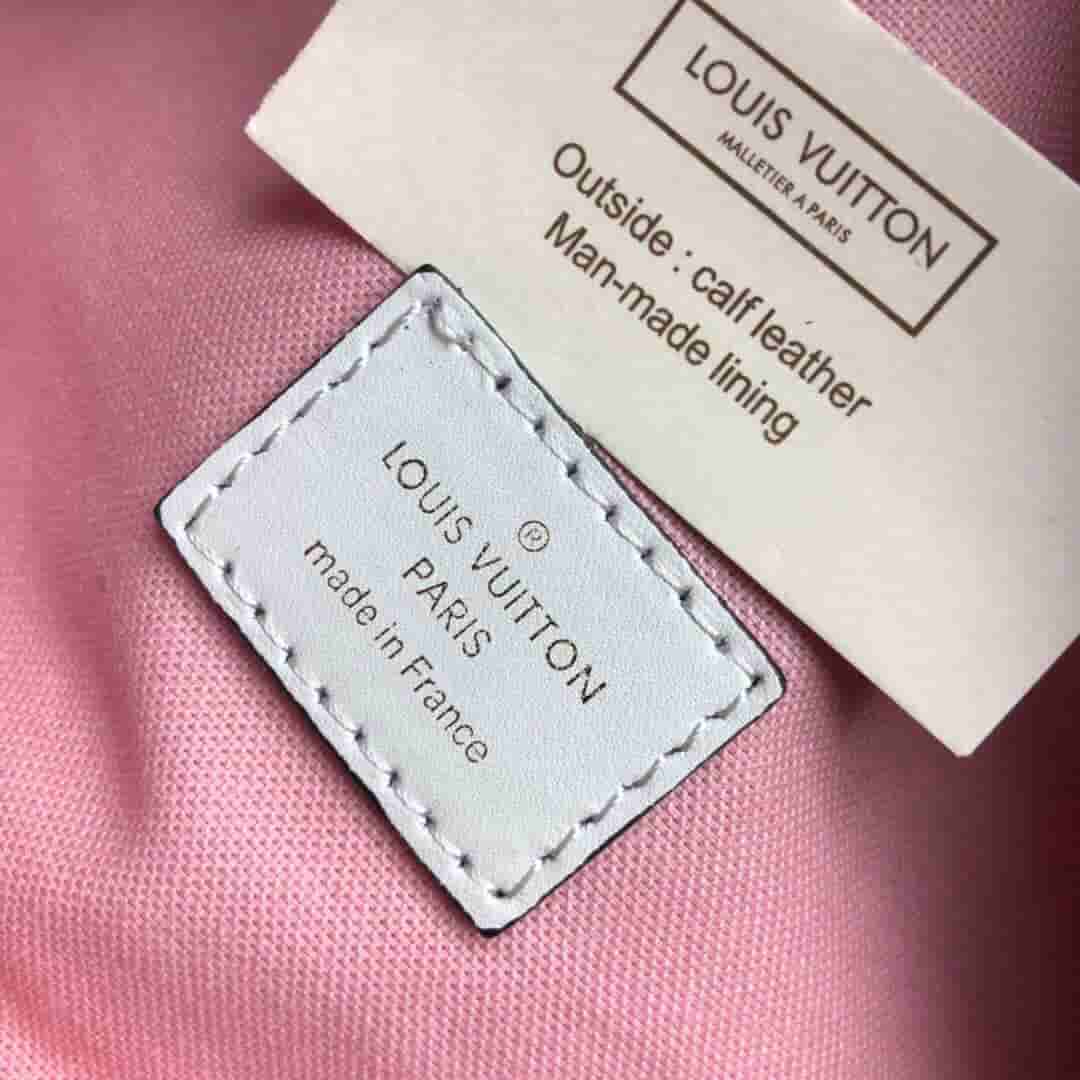 LOUIS VUITTON
MALLETIER A PARIS
Outside : calf leather
Man-made lining
®
LOUIS VUITTON
PARIS
made in France